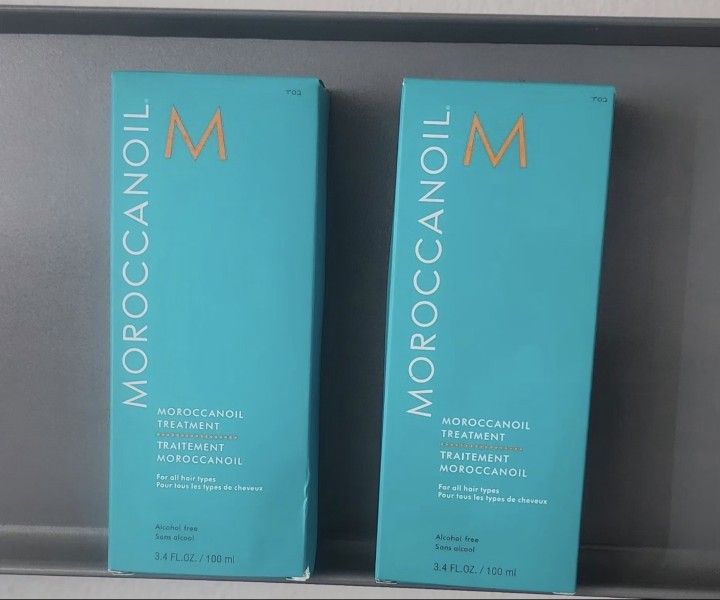 MOROCCANOIL®
M
MOROCCANOIL
TREATMENT
TRAITEMENT
MOROCCANOIL
For all hair types
Pour tous les types de cheveux
Alcohol free
Sans alcool
3.4 FL.OZ. / 100 ml
MOROCCANOIL®
M
MOROCCANOIL
TREATMENT
TRAITEMENT
MOROCCANOIL
For all hair types
Pour tous les types de cheveux
Alcohol free
Sans alcool
3.4 FL.OZ. / 100 ml